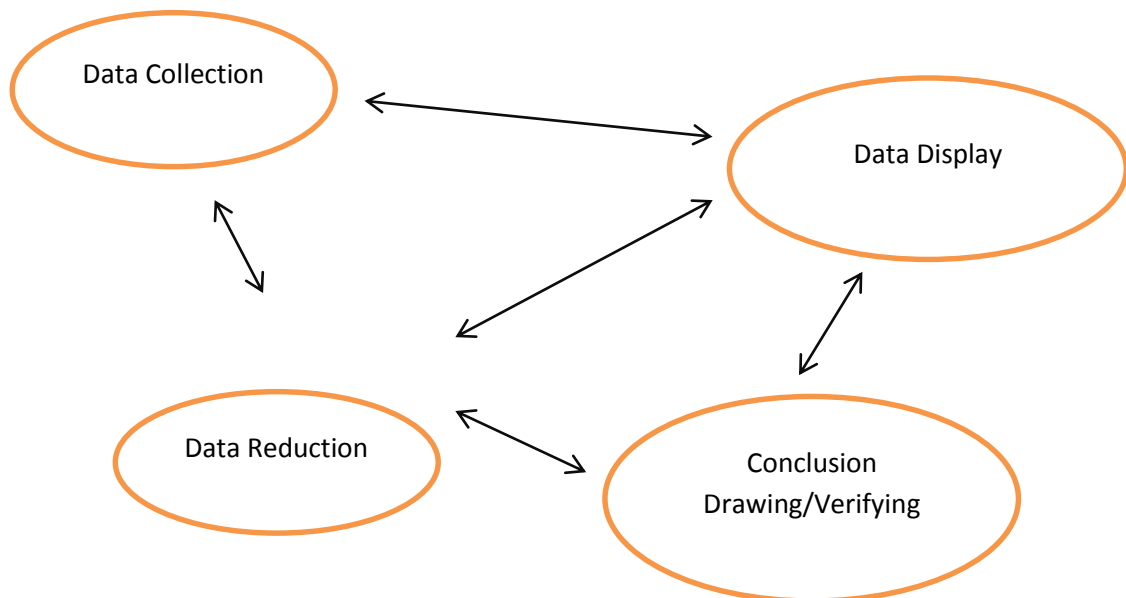 Data Collection
Data Display
Data Reduction
Conclusion
Drawing/Verifying